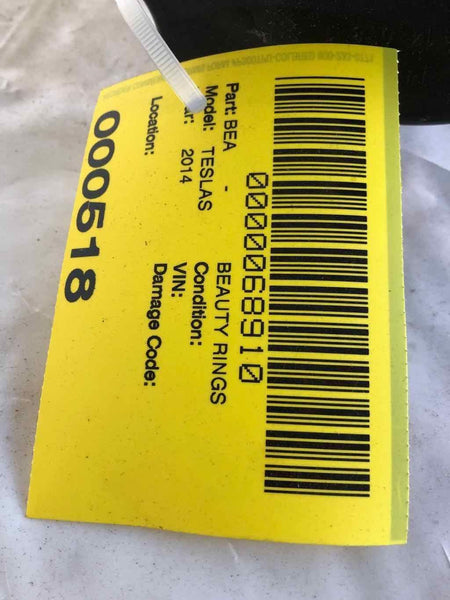 0000068910
Part: BEA - BEAUTY RINGS
Model: TESLAS Condition:
2014 VIN:
Location: Damage Code:
000518